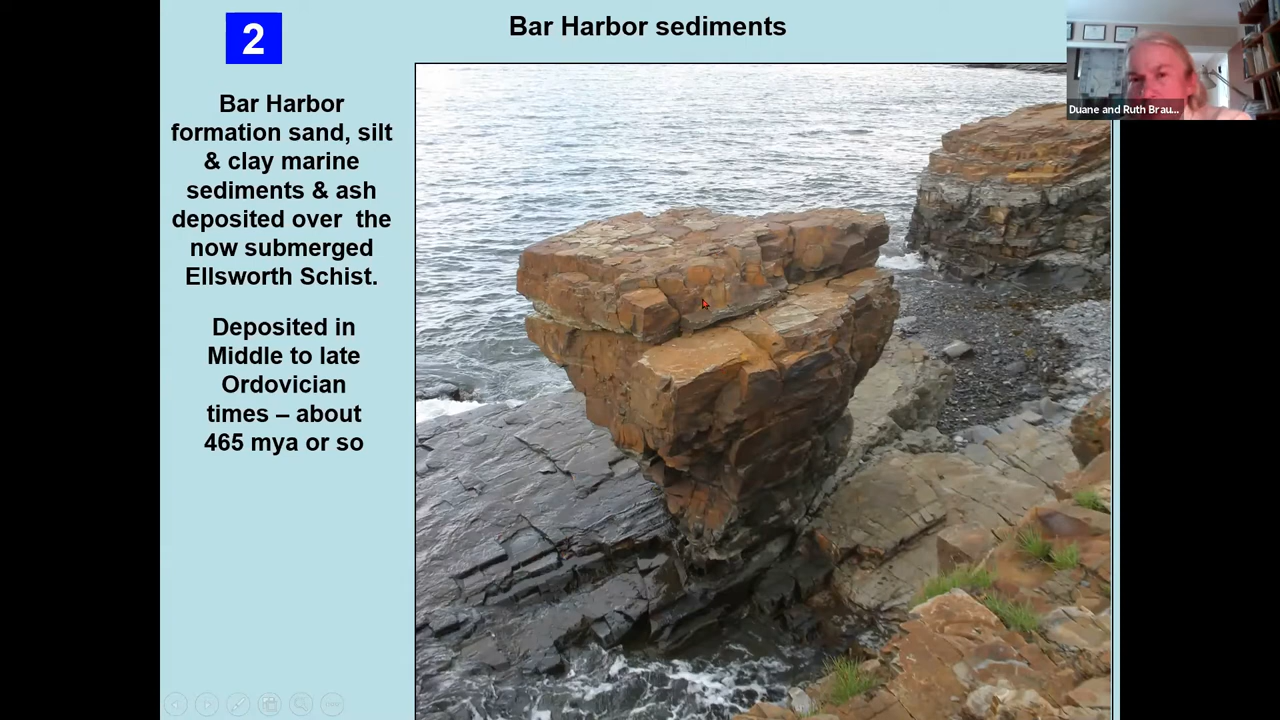 Bar Harbor sediments
2
Bar Harbor
formation sand, silt
& clay marine
sediments & ash
deposited over the
now submerged
Ellsworth Schist.
Deposited in
Middle to late
Ordovician
times – about
465 mya or so
Duane and Ruth Brau...